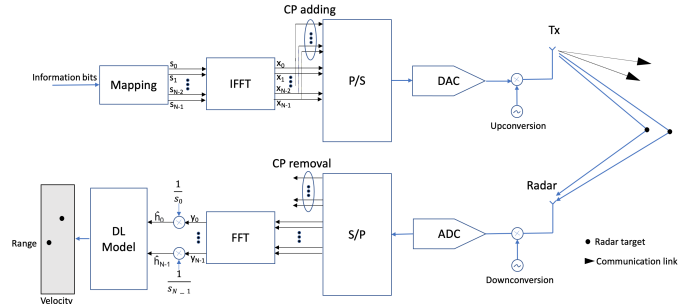 CP adding
Tx
Information bits
Mapping
s0
s1
sN-2
sN-1
IFFT
x0
x1
xN-2
xN-1
P/S
DAC
Upconversion
CP removal
Radar
Range
Velocity
DL
Model
1
s0
ĥ0
y0
ĥN-1
yN-1
1
sN − 1
FFT
S/P
ADC
Downconversion
Radar target
Communication link